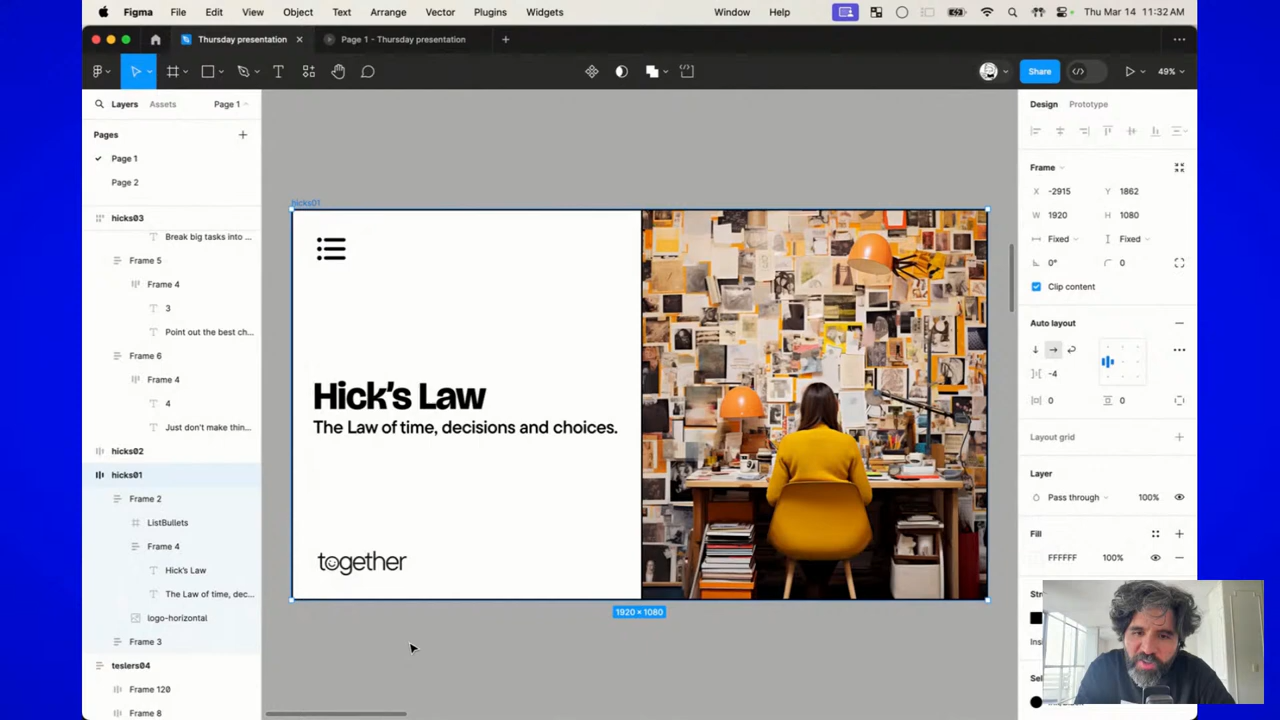 Figma File Edit View Object Text Arrange Vector Plugins Widgets Window Help Thu Mar 14 11:32 AM
Thursday presentation
Page 1 - Thursday presentation
Share
49%
Layers
Assets
Page 1
Pages
Page 1
Page 2
hicks03
Break big tasks into ...
Frame 5
Frame 4
3
Point out the best ch...
Frame 6
Frame 4
4
Just don't make thin...
hicks02
hicks01
Frame 2
ListBullets
Frame 4
Hick's Law
The Law of time, dec...
logo-horizontal
Frame 3
teslers04
Frame 120
Frame 8
hicks01
Hick's Law
The Law of time, decisions and choices.
together
1920 × 1080
Design
Prototype
Frame
X -2915 Y 1862
W 1920 H 1080
Fixed Fixed
0° 0
Clip content
Auto layout
-4
0 0
Layout grid
Layer
Pass through 100%
Fill
FFFFFF 100%